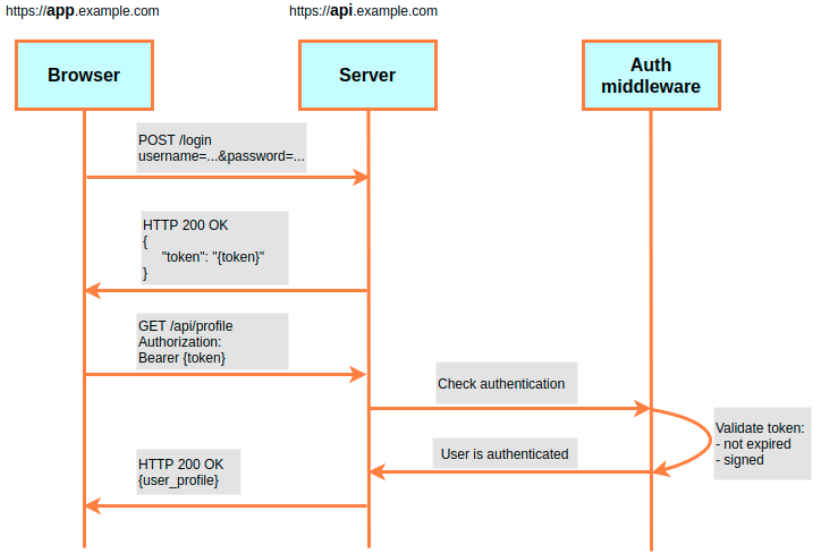 https://app.example.com
https://api.example.com
Browser
Server
Auth
middleware
POST /login
username=...&password=...
HTTP 200 OK
{
"token": "{token}"
}
GET /api/profile
Authorization:
Bearer {token}
Check authentication
Validate token:
- not expired
- signed
User is authenticated
HTTP 200 OK
{user_profile}